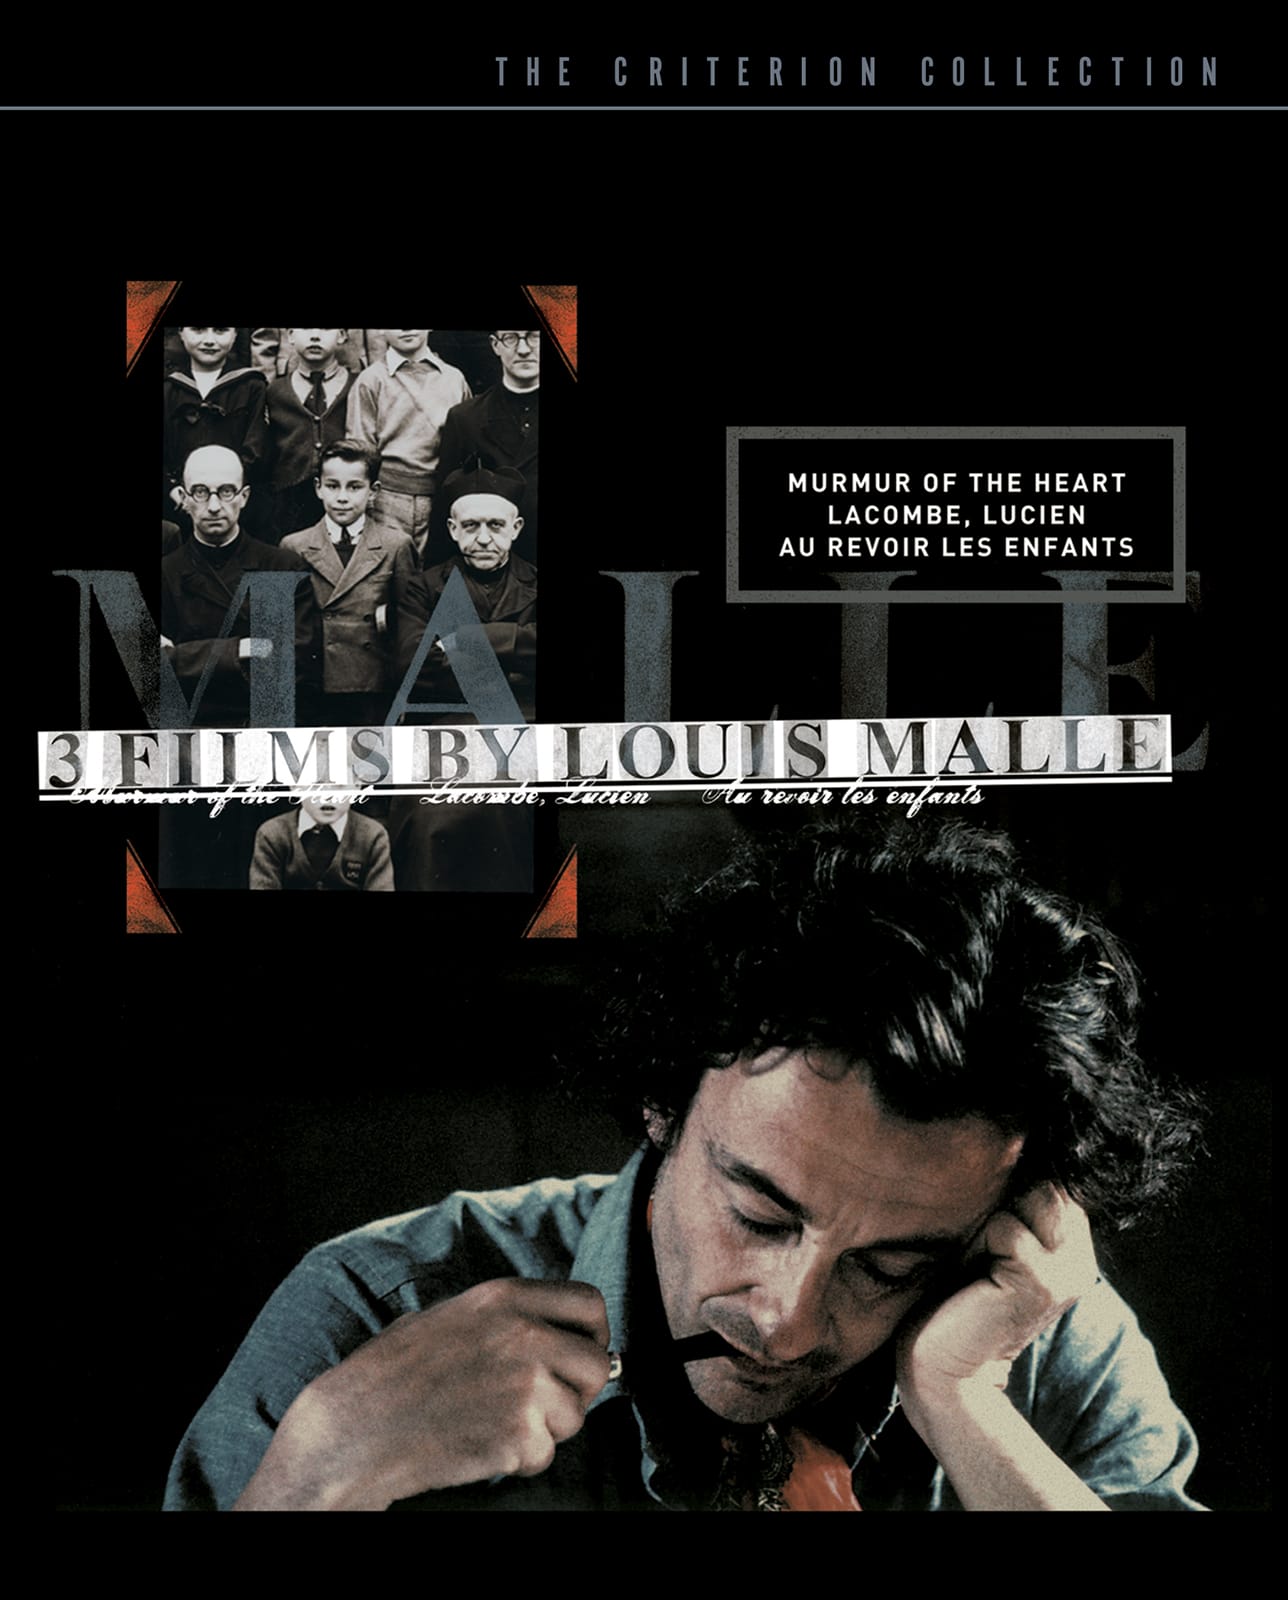 THE CRITERION COLLECTION
MURMUR OF THE HEART
LACOMBE, LUCIEN
AU REVOIR LES ENFANTS
MALLE
3 FILMS BY LOUIS MALLE
Murmur of the Heart Lacombe, Lucien Au revoir les enfants